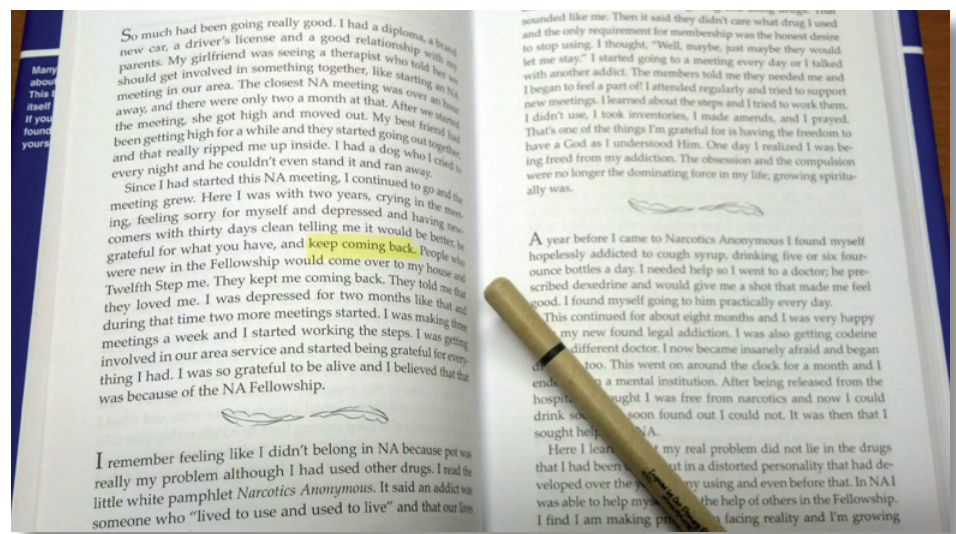 Many
about
This
itself
If you
found
yours
So much had been going really good. I had a diploma, a brand
new car, a driver's license and a good relationship with my
parents. My girlfriend was seeing a therapist who told her we
should get involved in something together, like starting an NA
meeting in our area. The closest NA meeting was over an hour
away, and there were only two a month at that. After we started
the meeting, she got high and moved out. My best friend had
been getting high for a while and they started going out together,
and that really ripped me up inside. I had a dog who I cried to
every night and he couldn't even stand it and ran away.
Since I had started this NA meeting, I continued to go and the
meeting grew. Here I was with two years, crying in the meet-
ing, feeling sorry for myself and depressed and having new-
comers with thirty days clean telling me it would be better, be
grateful for what you have, and keep coming back. People who
were new in the Fellowship would come over to my house and
Twelfth Step me. They kept me coming back. They told me that
they loved me. I was depressed for two months like that and
during that time two more meetings started. I was making three
meetings a week and I started working the steps. I was getting
involved in our area service and started being grateful for every-
thing I had. I was so grateful to be alive and I believed that that
was because of the NA Fellowship.
I remember feeling like I didn't belong in NA because pot was
really my problem although I had used other drugs. I read the
little white pamphlet Narcotics Anonymous. It said an addict was
someone who "lived to use and used to live" and that our lives
sounded like me. Then it said they didn't care what drug I used
and the only requirement for membership was the honest desire
to stop using. I thought, "Well, maybe, just maybe they would
let me stay." I started going to a meeting every day or I talked
with another addict. The members told me they needed me and
I began to feel a part of! I attended regularly and tried to support
new meetings. I learned about the steps and I tried to work them.
I didn't use, I took inventories, I made amends, and I prayed.
That's one of the things I'm grateful for is having the freedom to
have a God as I understood Him. One day I realized I was be-
ing freed from my addiction. The obsession and the compulsion
were no longer the dominating force in my life; growing spiritu-
ally was.
A year before I came to Narcotics Anonymous I found myself
hopelessly addicted to cough syrup, drinking five or six four-
ounce bottles a day. I needed help so I went to a doctor; he pre-
scribed dexedrine and would give me a shot that made me feel
good. I found myself going to him practically every day.
This continued for about eight months and I was very happy
my new found legal addiction. I was also getting codeine
different doctor. I now became insanely afraid and began
too. This went on around the clock for a month and I
ende a mental institution. After being released from the
hospit ught I was free from narcotics and now I could
drink so soon found out I could not. It was then that I
sought help NA.
Here I lear my real problem did not lie in the drugs
that I had been ut in a distorted personality that had de-
veloped over the y ny using and even before that. In NA I
was able to help mys the help of others in the Fellowship.
I find I am making pr facing reality and I'm growing